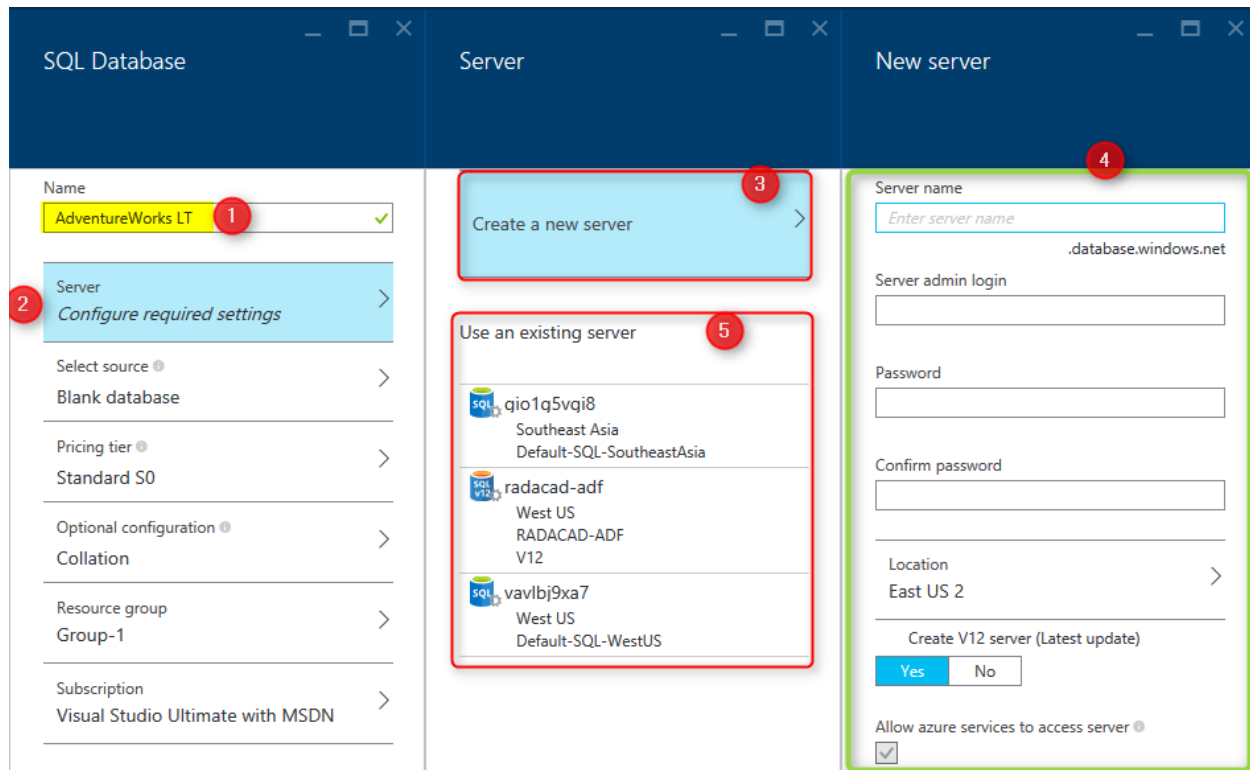 SQL Database
Name
AdventureWorks LT
1
2
Server
Configure required settings
Select source
Blank database
Pricing tier
Standard S0
Optional configuration
Collation
Resource group
Group-1
Subscription
Visual Studio Ultimate with MSDN
Server
3
Create a new server
Use an existing server
5
SQL
qio1q5vqi8
Southeast Asia
Default-SQL-SoutheastAsia
SQL
v12
radacad-adf
West US
RADACAD-ADF
V12
SQL
vavlbj9xa7
West US
Default-SQL-WestUS
New server
4
Server name
Enter server name
.database.windows.net
Server admin login
Password
Confirm password
Location
East US 2
Create V12 server (Latest update)
Yes No
Allow azure services to access server